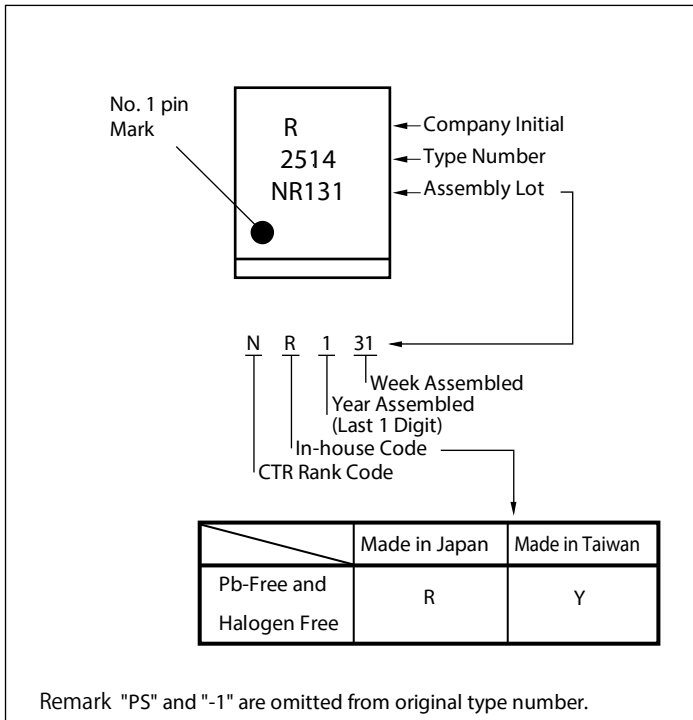 No. 1 pin
Mark
R
2514
NR131
Company Initial
Type Number
Assembly Lot
N R 1 31
Week Assembled
Year Assembled
(Last 1 Digit)
In-house Code
CTR Rank Code
Made in Japan Made in Taiwan
Pb-Free and
Halogen Free
R Y
Remark "PS" and "-1" are omitted from original type number.